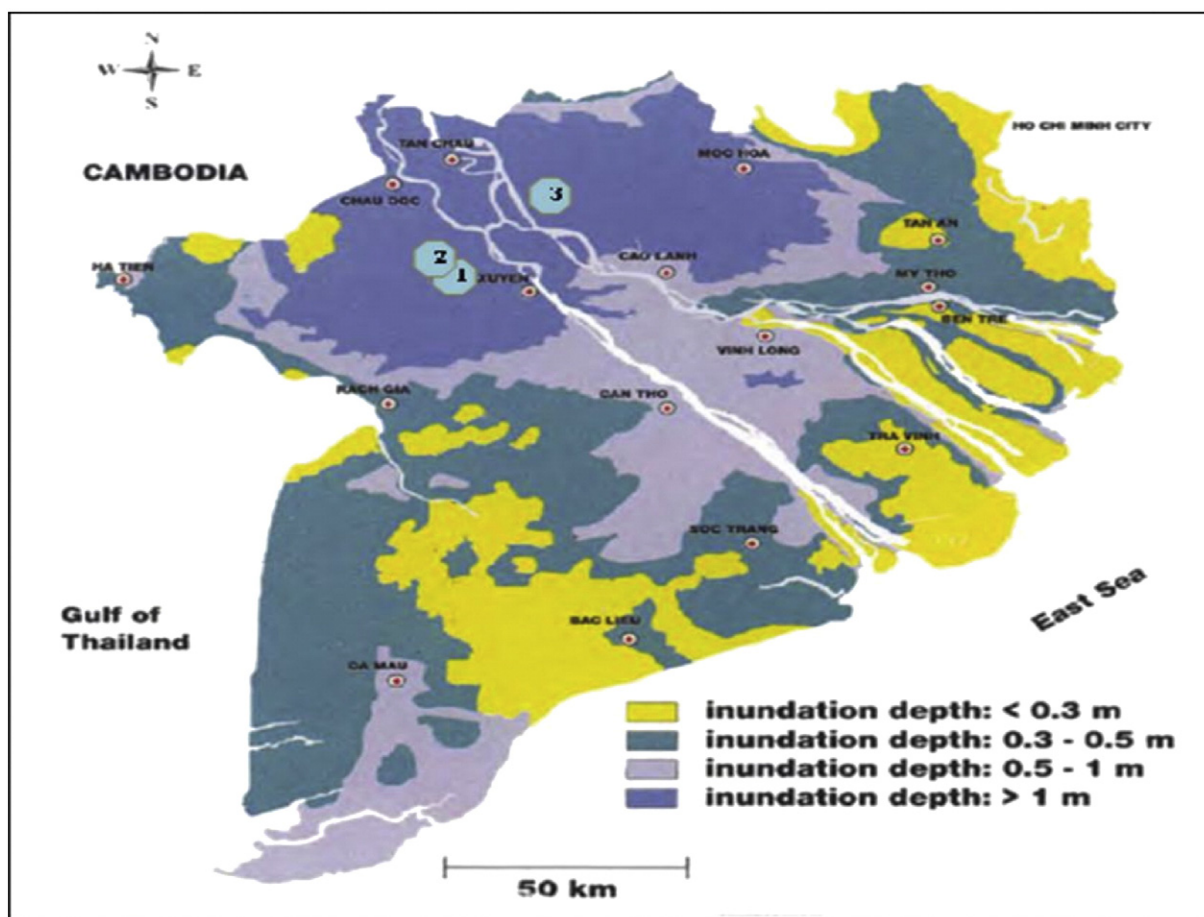 N
W E
S
HO CHI MINH CITY
CAMBODIA
TAN CHAU
MOC HOA
CHAU DOC
3
TAN AN
2
CAO LANH
HA TIEN
1
XUYEN
MY THO
BEN TRE
VINH LONG
RACH GIA
CAN THO
TRA VINH
SOC TRANG
Gulf of
Thailand
East Sea
BAC LIEU
CA MAU
inundation depth: < 0.3 m
inundation depth: 0.3 - 0.5 m
inundation depth: 0.5 - 1 m
inundation depth: > 1 m
50 km